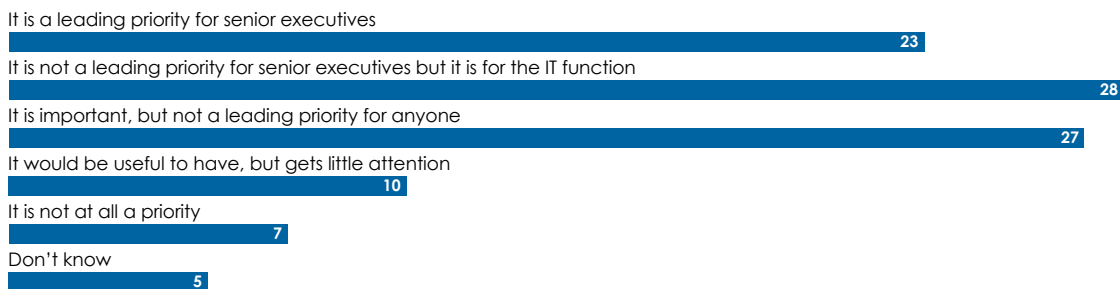 It is a leading priority for senior executives
23
It is not a leading priority for senior executives but it is for the IT function
28
It is important, but not a leading priority for anyone
27
It would be useful to have, but gets little attention
10
It is not at all a priority
7
Don’t know
5